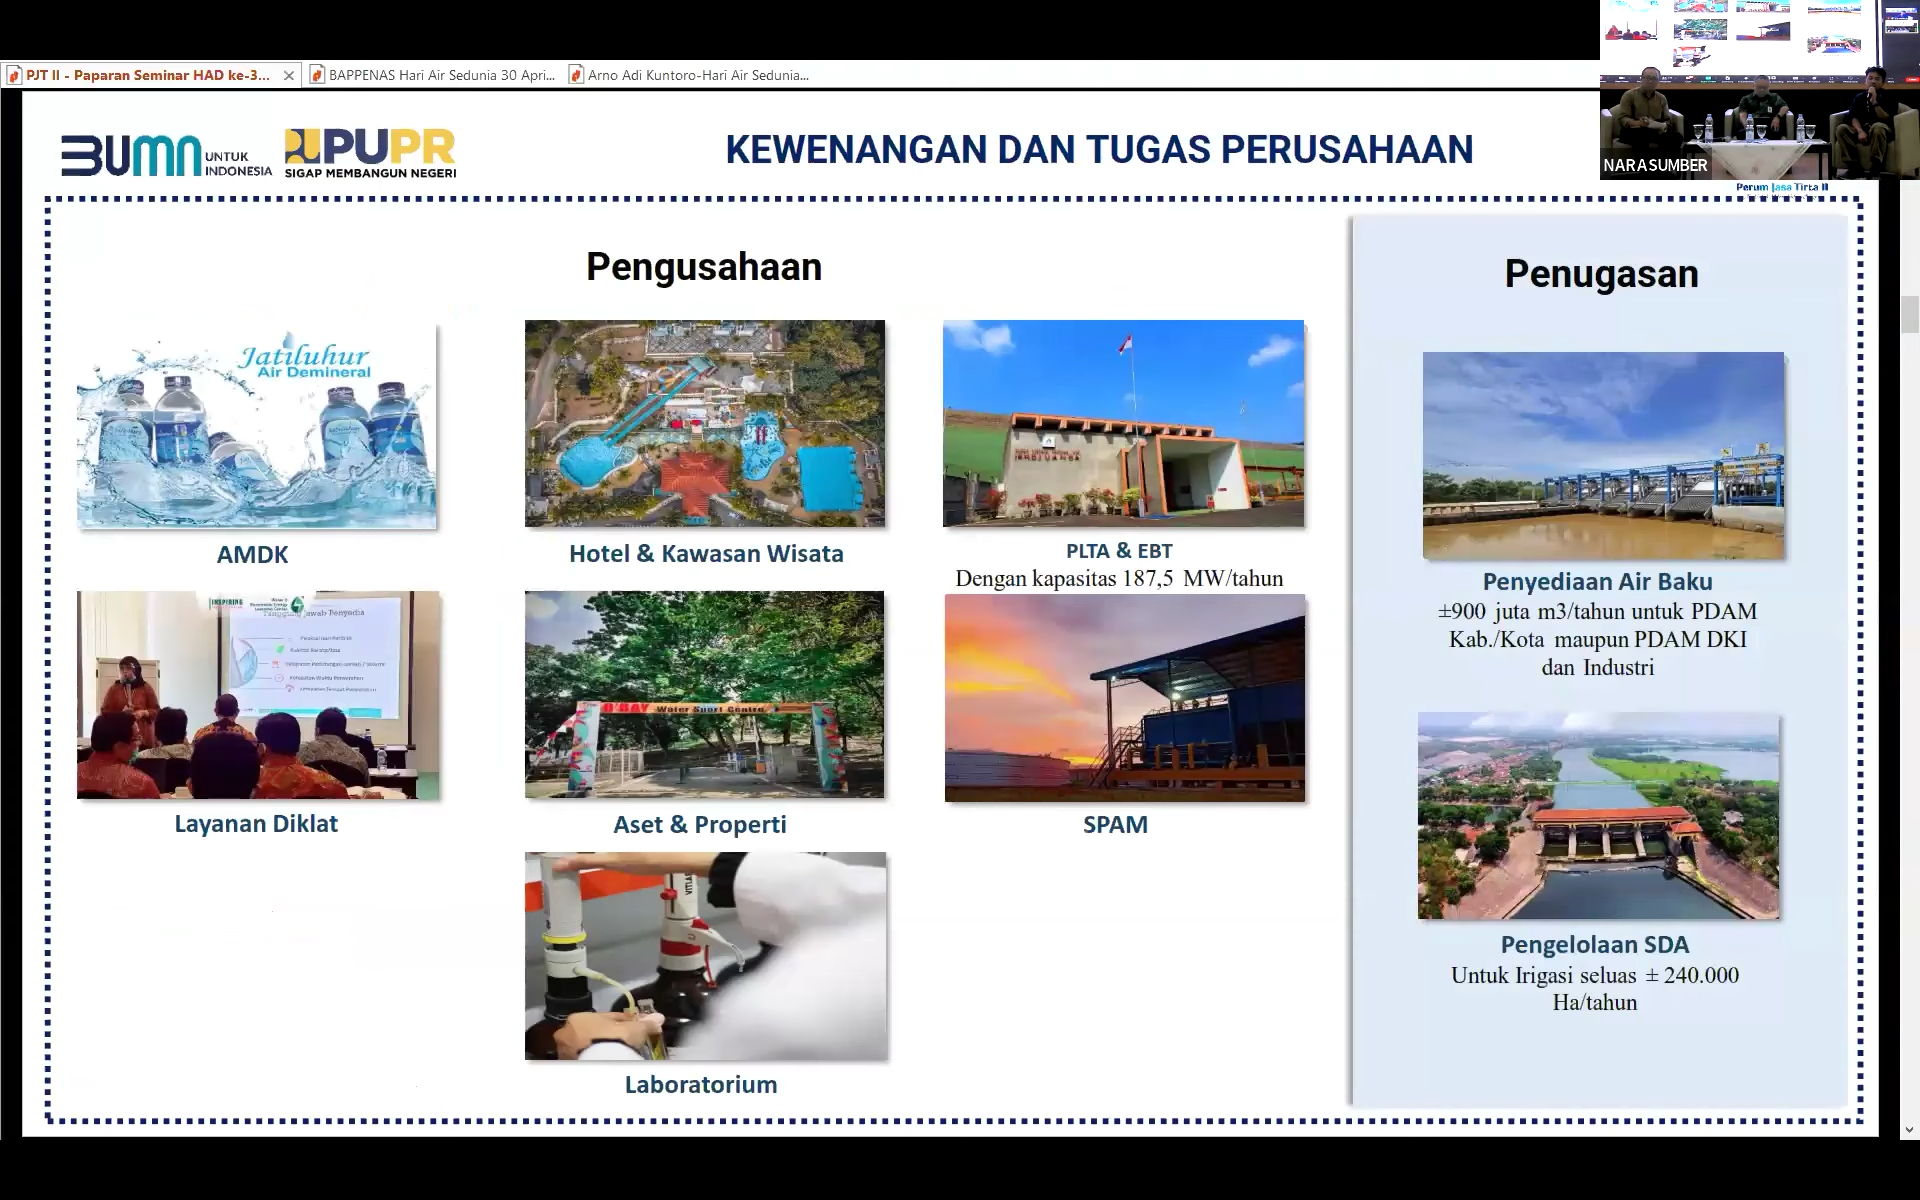 PJT II - Paparan Seminar HAD ke-3...
BAPPENAS Hari Air Sedunia 30 Apri...
Arno Adi Kuntoro-Hari Air Sedunia...
BUMN UNTUK INDONESIA
PUPR
SIGAP MEMBANGUN NEGERI
KEWENANGAN DAN TUGAS PERUSAHAAN
NARASUMBER
Perum Jasa Tirta II
Pengusahaan
Jatiluhur
Air Demineral
AMDK
Hotel & Kawasan Wisata
PLTA & EBT
Dengan kapasitas 187,5 MW/tahun
Layanan Diklat
Water Sport Centre
Aset & Properti
SPAM
Laboratorium
Penugasan
Penyediaan Air Baku
±900 juta m3/tahun untuk PDAM
Kab./Kota maupun PDAM DKI
dan Industri
Pengelolaan SDA
Untuk Irigasi seluas ± 240.000
Ha/tahun